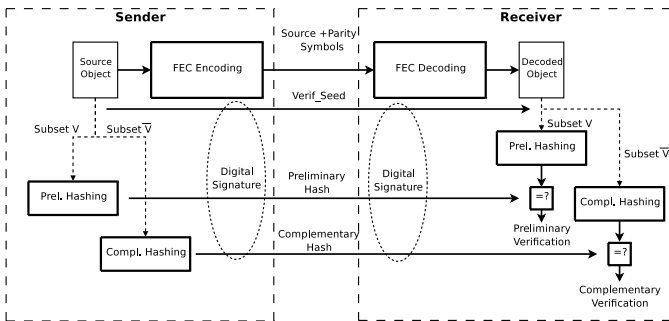 Sender
Receiver
Source
Object
FEC Encoding
Source +Parity
Symbols
FEC Decoding
Decoded
Object
Verif_Seed
Subset V
Subset V̅
Subset V
Subset V̅
Prel. Hashing
Digital
Signature
Preliminary
Hash
Digital
Signature
Prel. Hashing
=?
Preliminary
Verification
Compl. Hashing
Compl. Hashing
Complementary
Hash
=?
Complementary
Verification